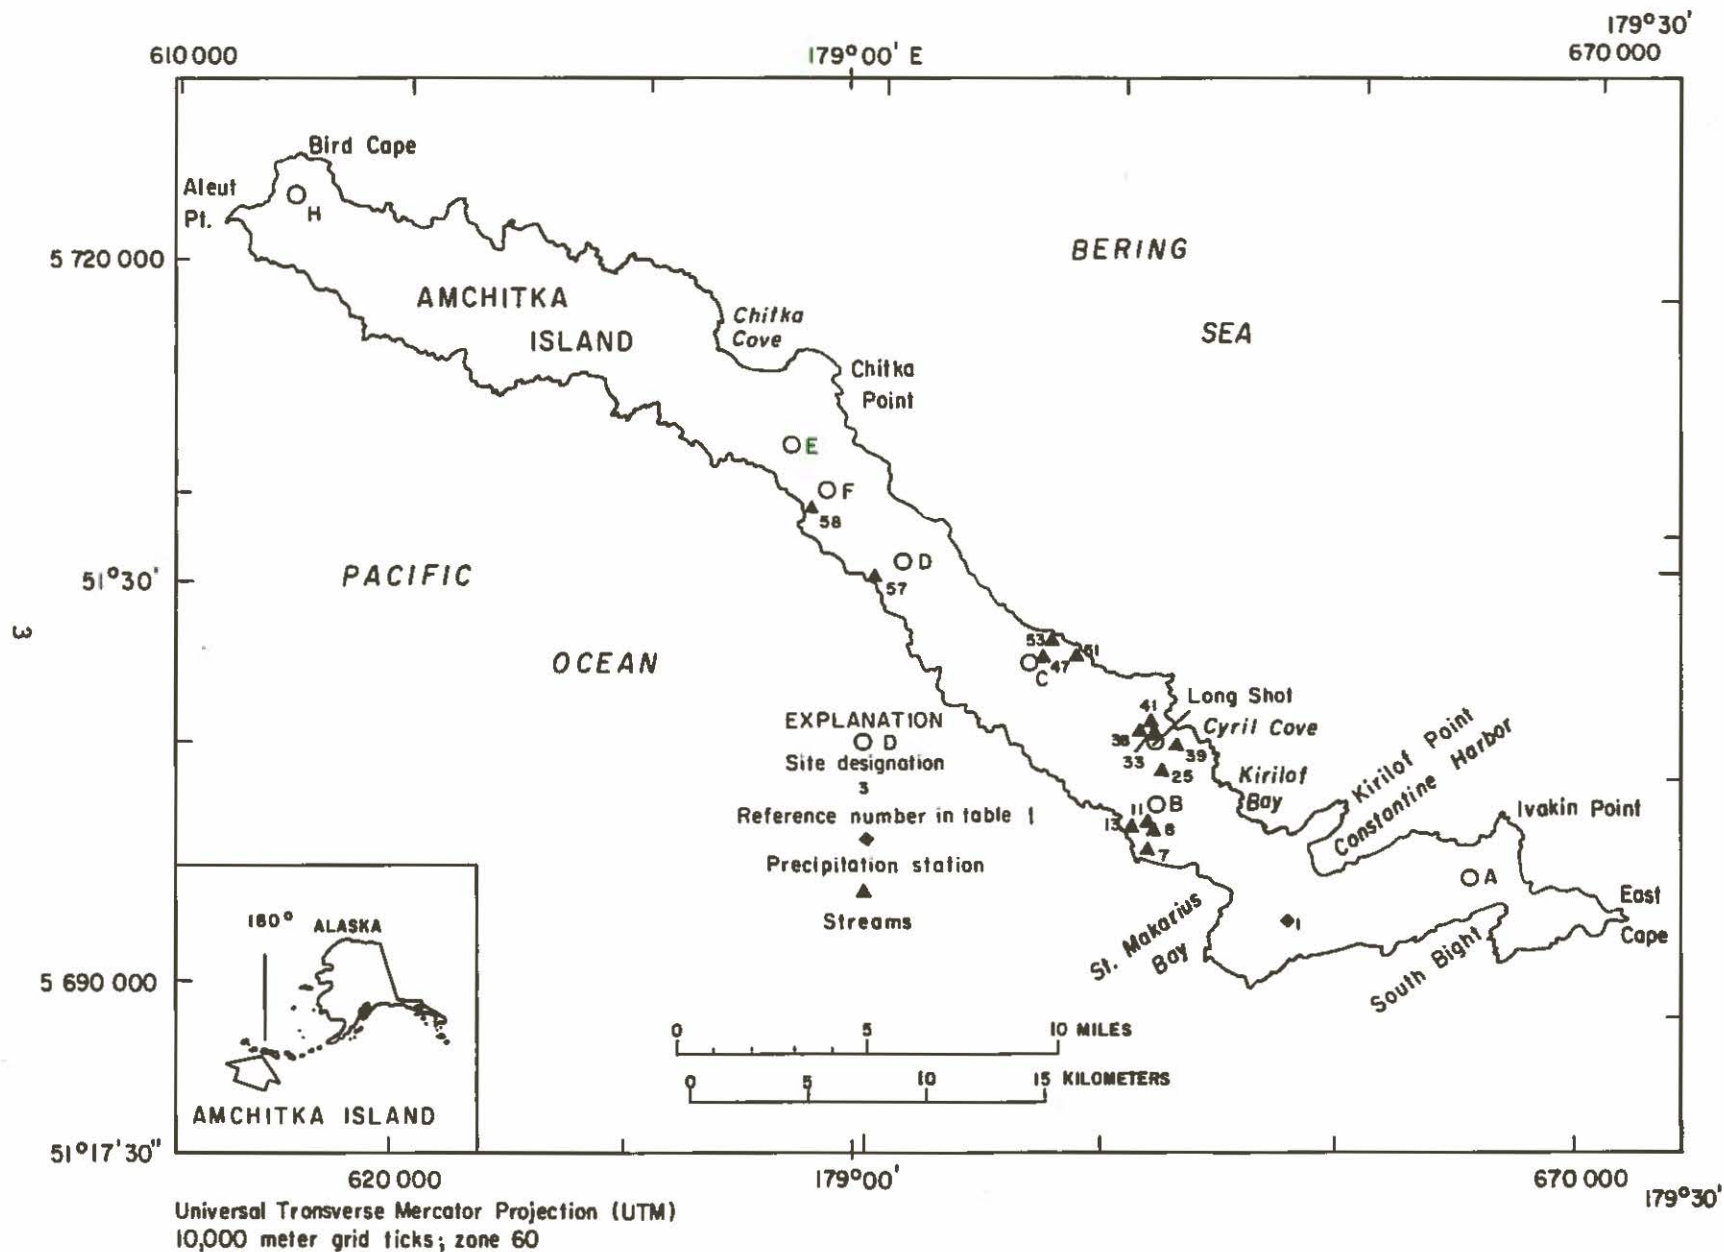 179°30'
610 000
179°00' E
670 000
Bird Cape
Aleut
Pt.
H
5 720 000
BERING
SEA
AMCHITKA
ISLAND
Chitka
Cove
Chitka
Point
E
F
58
D
57
51°30'
PACIFIC
OCEAN
3
53
51
47
C
41
Long Shot
Cyril Cove
38
33
39
25
Kirilof
Bay
Kirilof Point
Constantine Harbor
Ivakin Point
B
11
13
8
7
A
East
Cape
1
St. Makarius
Bay
South Bight
EXPLANATION
D
Site designation
3
Reference number in table 1
Precipitation station
Streams
180°
ALASKA
AMCHITKA ISLAND
5 690 000
0 5 10 MILES
0 5 10 15 KILOMETERS
51°17'30"
620 000
179°00'
670 000
179°30'
Universal Transverse Mercator Projection (UTM)
10,000 meter grid ticks; zone 60